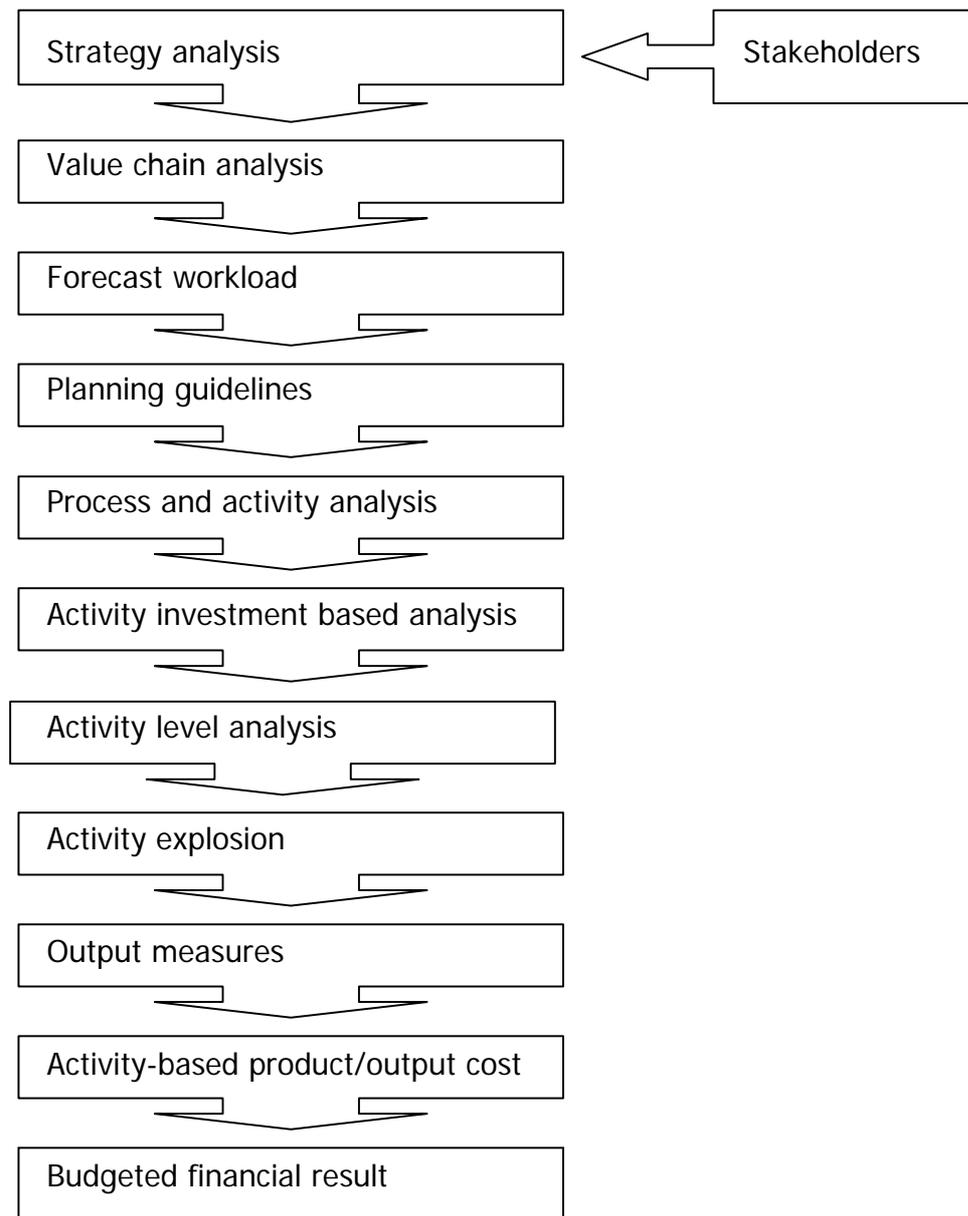 Strategy analysis
Stakeholders
Value chain analysis
Forecast workload
Planning guidelines
Process and activity analysis
Activity investment based analysis
Activity level analysis
Activity explosion
Output measures
Activity-based product/output cost
Budgeted financial result